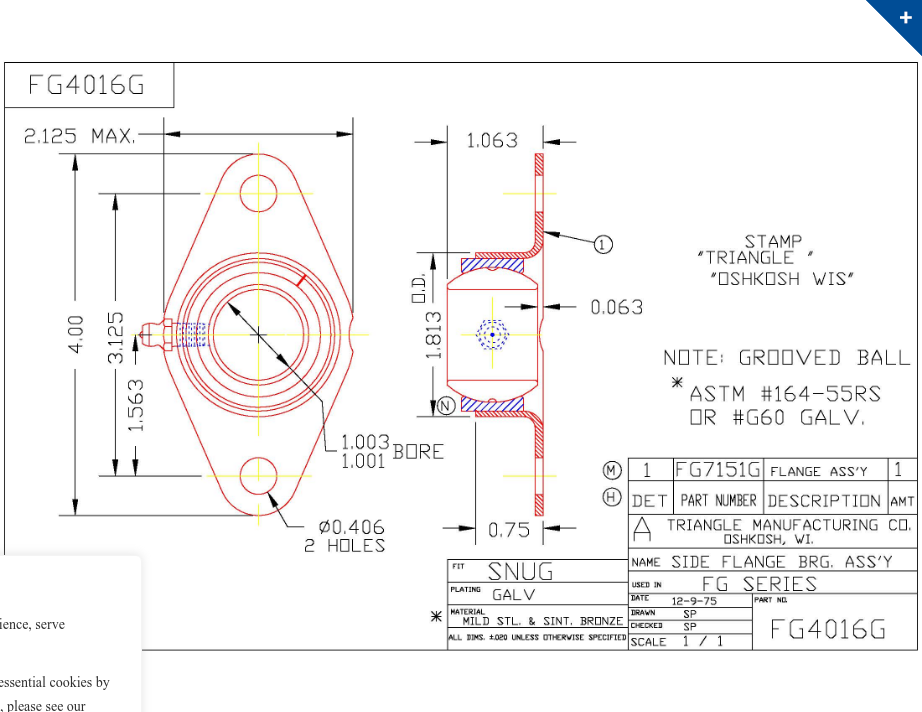 +
FG4016G
2.125 MAX.
1.063
1
STAMP
"TRIANGLE "
"OSHKOSH WIS"
O.D.
0.063
4.00
3.125
1.813
1.563
NOTE: GROOVED BALL
* ASTM #164-55RS
OR #G60 GALV.
N
1.003
1.001 BORE
Ø0.406
2 HOLES
0.75
M 1 FG7151G FLANGE ASS'Y 1
H DET PART NUMBER DESCRIPTION AMT
A TRIANGLE MANUFACTURING CO.
OSHKOSH, WI.
NAME SIDE FLANGE BRG. ASS'Y
USED IN FG SERIES
FIT SNUG
PLATING GALV
* MATERIAL
MILD STL. & SINT. BRONZE
ALL DIMS. ±.020 UNLESS OTHERWISE SPECIFIED
DATE 12-9-75
DRAWN SP
CHECKED SP
SCALE 1 / 1
PART NO.
FG4016G
ience, serve
essential cookies by
, please see our